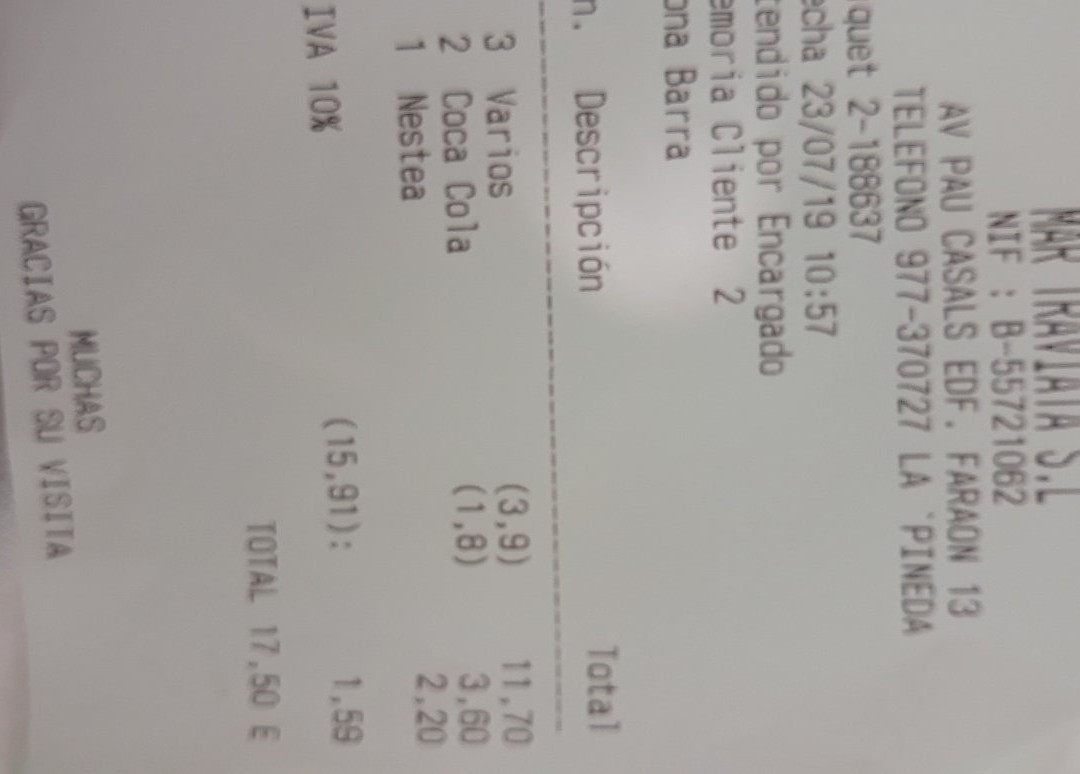 MAR TRAVIATA S,L
NIF : B-55721062
AV PAU CASALS EDF. FARAON 13
TELEFONO 977-370727 LA PINEDA
quet 2-188637
echa 23/07/19 10:57
tendido por Encargado
emoria Cliente 2
ona Barra
n. Descripción Total
3 Varios (3,9) 11,70
2 Coca Cola (1,8) 3,60
1 Nestea 2,20
IVA 10% (15,91): 1,59
TOTAL 17,50 E
MUCHAS
GRACIAS POR SU VISITA